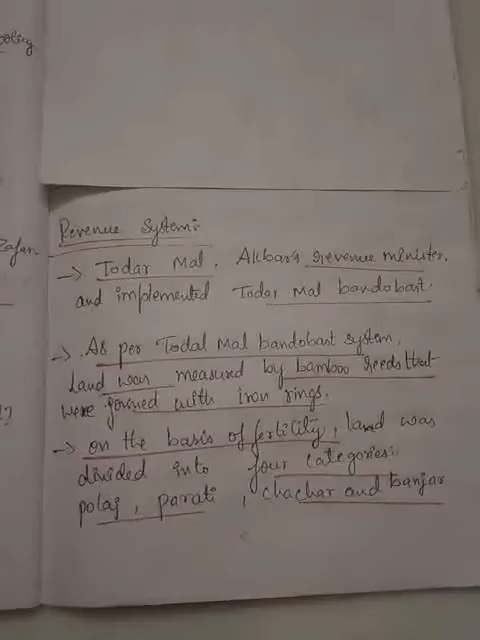 Zafar
Revenue System:
→ Todar Mal, Akbar's revenue minister,
and implemented Todar Mal bandobast.
→ As per Todal Mal bandobast system,
Land was measured by bamboo reeds that
were joined with iron rings.
→ on the basis of fertility, land was
divided into four categories:
polaj, parati, chachar and banjar